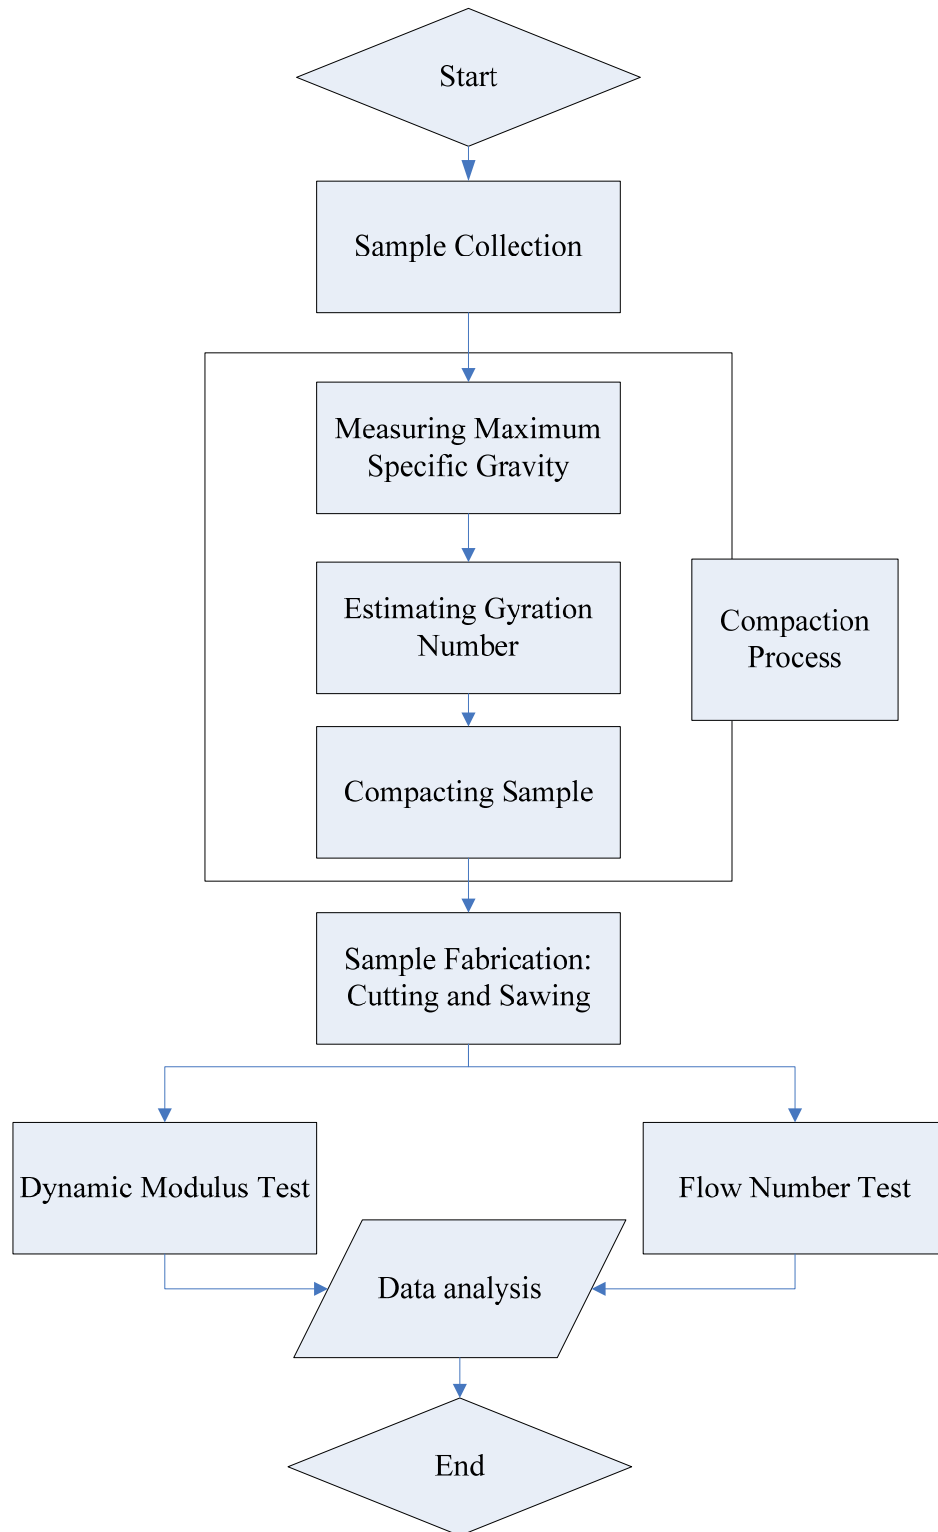 Start
Sample Collection
Measuring Maximum
Specific Gravity
Estimating Gyration
Number
Compaction
Process
Compacting Sample
Sample Fabrication:
Cutting and Sawing
Dynamic Modulus Test
Flow Number Test
Data analysis
End